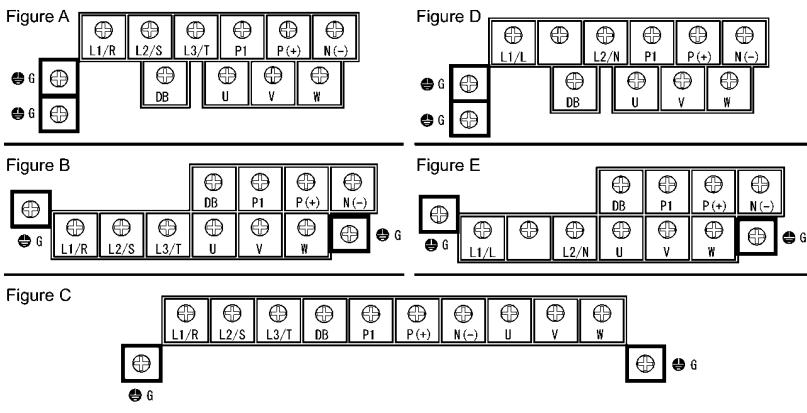 Figure A
L1/R L2/S L3/T P1 P(+) N(-)
G
DB U V W
G
Figure D
L1/L L2/N P1 P(+) N(-)
G
DB U V W
G
Figure B
DB P1 P(+) N(-)
G
L1/R L2/S L3/T U V W
G
Figure E
DB P1 P(+) N(-)
G
L1/L L2/N U V W
G
Figure C
L1/R L2/S L3/T DB P1 P(+) N(-) U V W
G
G